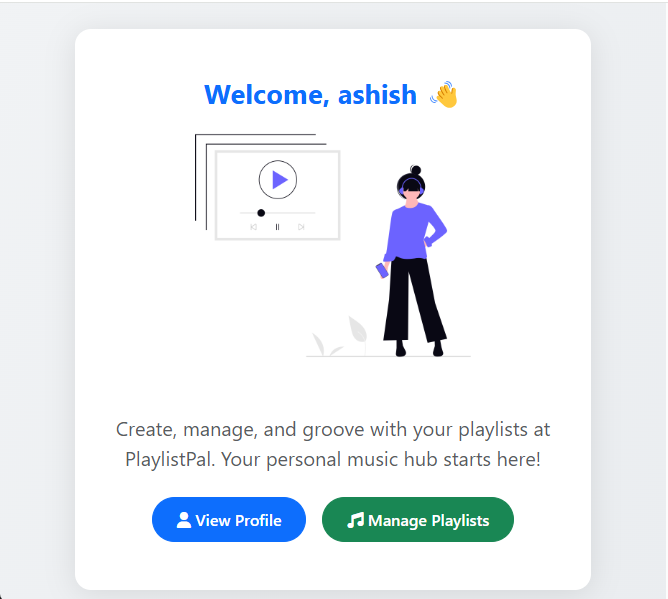 Welcome, ashish 👋
Create, manage, and groove with your playlists at
PlaylistPal. Your personal music hub starts here!
View Profile
Manage Playlists